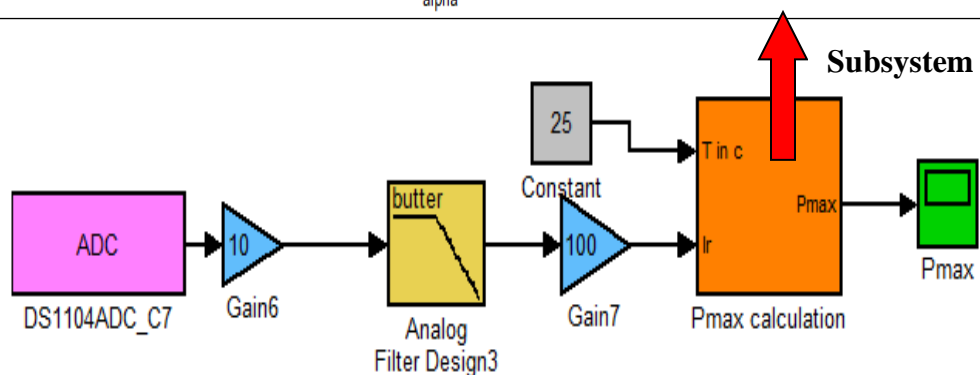 alpha
Subsystem
25
Constant
T in c
Pmax
Ir
Pmax calculation
Pmax
ADC
DS1104ADC_C7
10
Gain6
butter
Analog
Filter Design3
100
Gain7